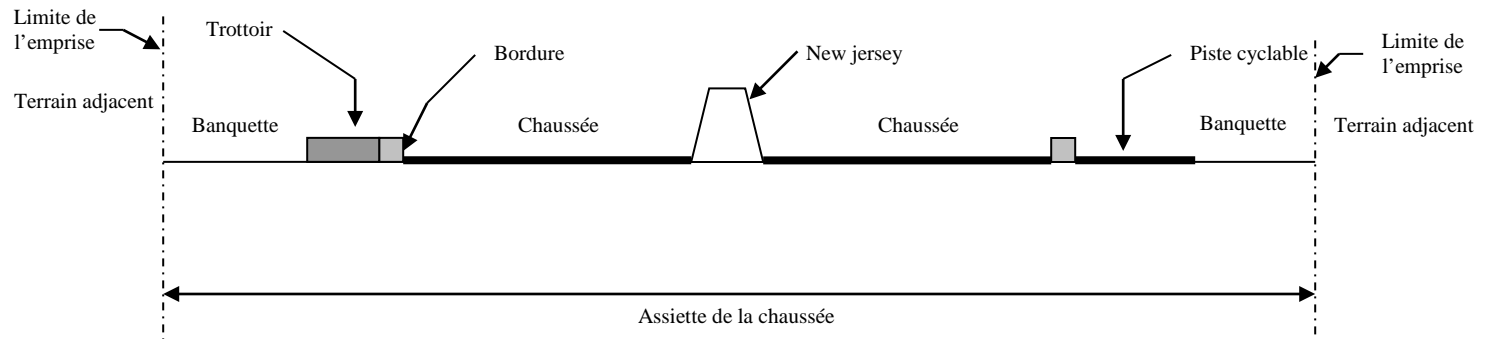 Limite de
l’emprise
Trottoir
Bordure
New jersey
Piste cyclable
Limite de
l’emprise
Terrain adjacent
Banquette
Chaussée
Chaussée
Banquette
Terrain adjacent
Assiette de la chaussée